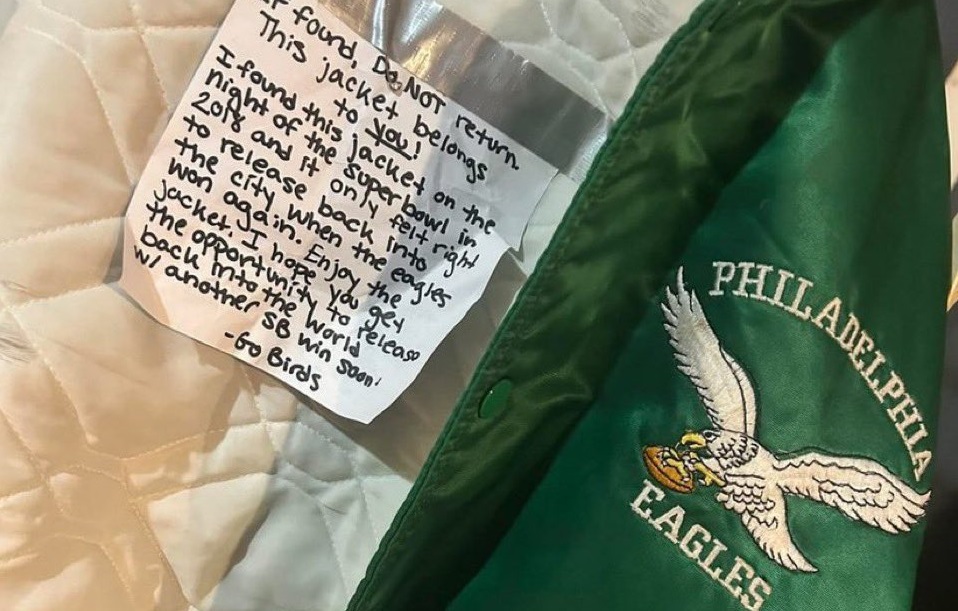 If found, Do NOT return.
This jacket belongs
to you!
I found this jacket on the
night of the superbowl in
2018 and it only felt right
to release back into
the city when the eagles
won again. Enjoy the
jacket. I hope you get
the opportunity to release
back into the world
w/ another SB win soon!
-Go Birds
PHILADELPHIA
EAGLES